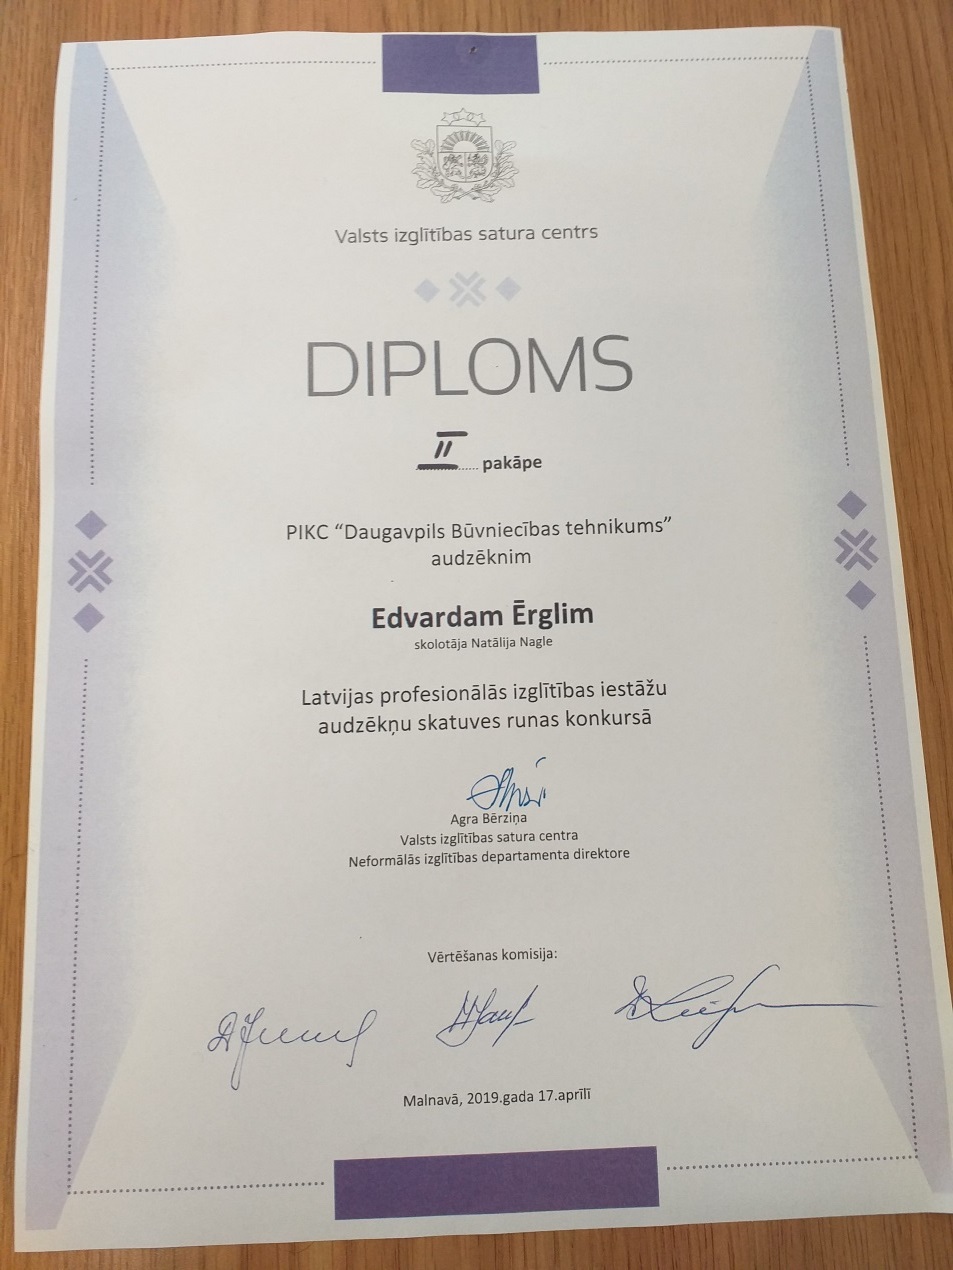 Valsts izglītības satura centrs
DIPLOMS
II pakāpe
PIKC “Daugavpils Būvniecības tehnikums”
audzēknim
Edvardam Ērglim
skolotāja Natālija Nagle
Latvijas profesionālās izglītības iestāžu
audzēkņu skatuves runas konkursā
Agra Bērziņa
Valsts izglītības satura centra
Neformālās izglītības departamenta direktore
Vērtēšanas komisija:
Malnavā, 2019.gada 17.aprīlī